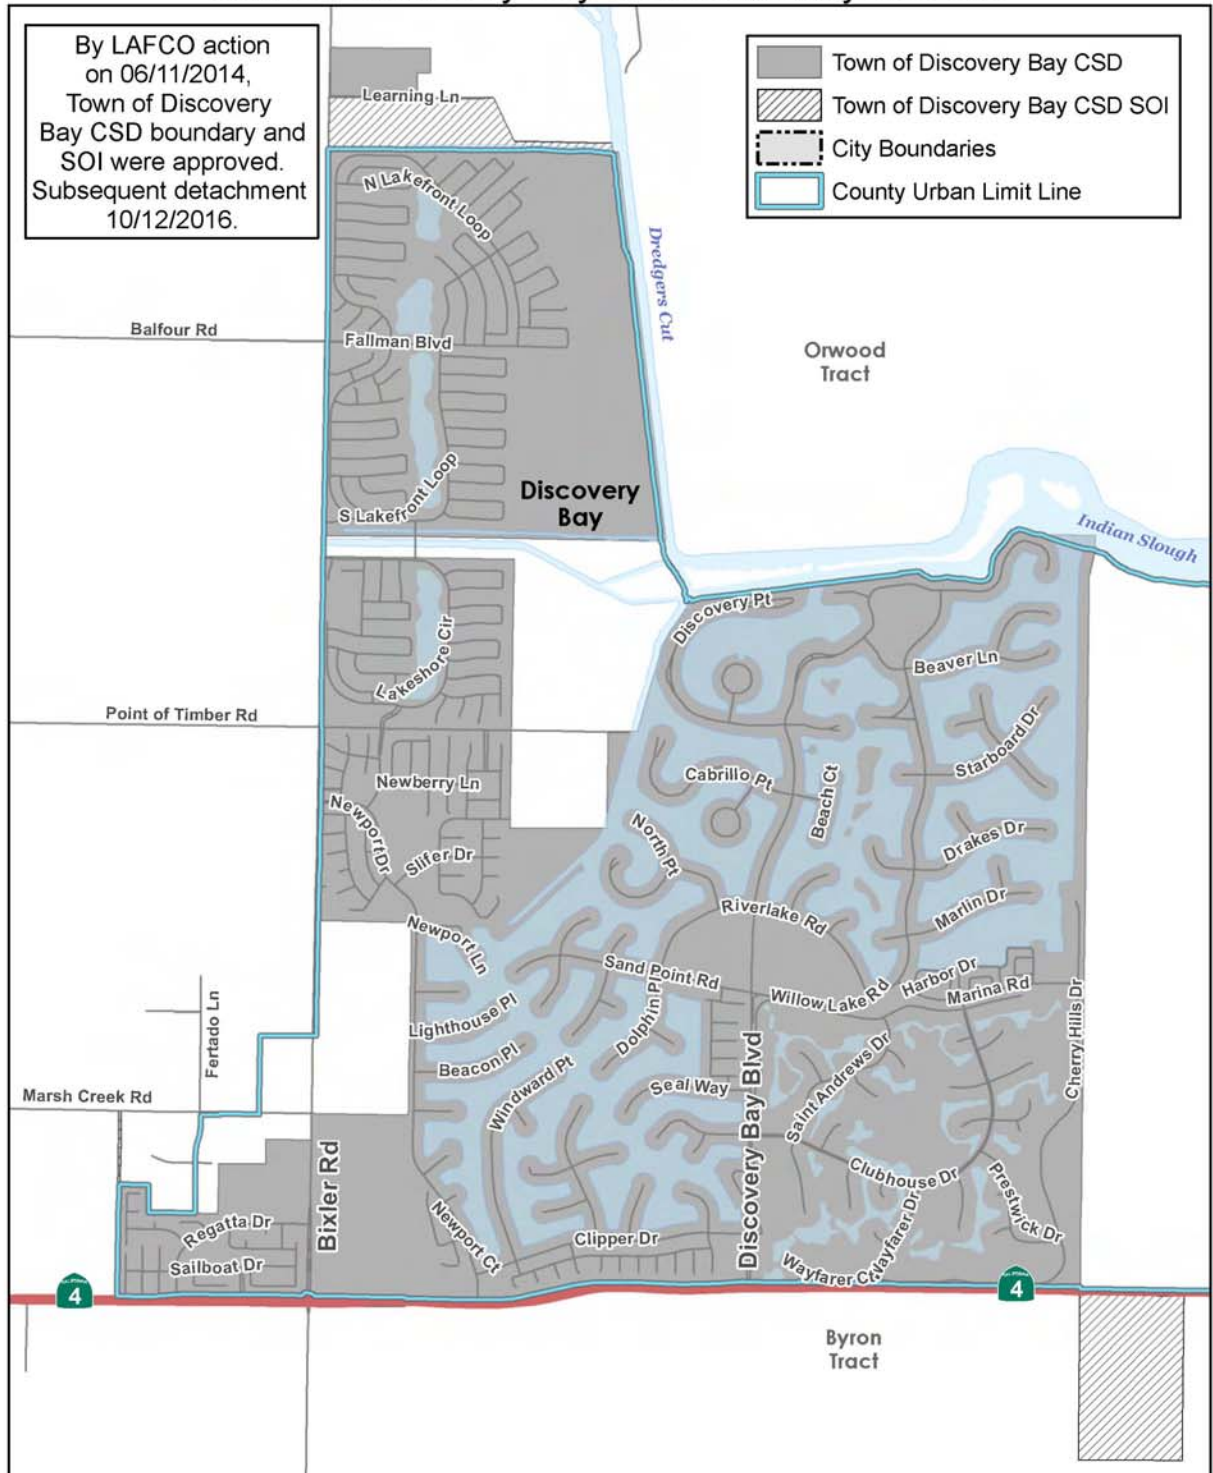 By LAFCO action
on 06/11/2014,
Town of Discovery
Bay CSD boundary and
SOI were approved.
Subsequent detachment
10/12/2016.
Town of Discovery Bay CSD
Town of Discovery Bay CSD SOI
City Boundaries
County Urban Limit Line
Learning Ln
N Lakefront Loop
Dredgers Cut
Balfour Rd
Fallman Blvd
Orwood
Tract
S Lakefront Loop
Discovery
Bay
Indian Slough
Discovery Pt
Lakeshore Cir
Beaver Ln
Point of Timber Rd
Starboard Dr
Newberry Ln
Cabrillo Pt
Beach Ct
Newport Dr
North Pt
Slifer Dr
Drakes Dr
Marlin Dr
Riverlake Rd
Newport Ln
Sand Point Rd
Dolphin Pl
Willow Lake Rd
Harbor Dr
Marina Rd
Fertado Ln
Lighthouse Pl
Cherry Hills Dr
Beacon Pl
Windward Pt
Seal Way
Discovery Bay Blvd
Saint Andrews Dr
Marsh Creek Rd
Bixler Rd
Clubhouse Dr
Prestwick Dr
Newport Ct
Clipper Dr
Regatta Dr
Sailboat Dr
Wayfarer Dr
Wayfarer Ct
4
4
Byron
Tract